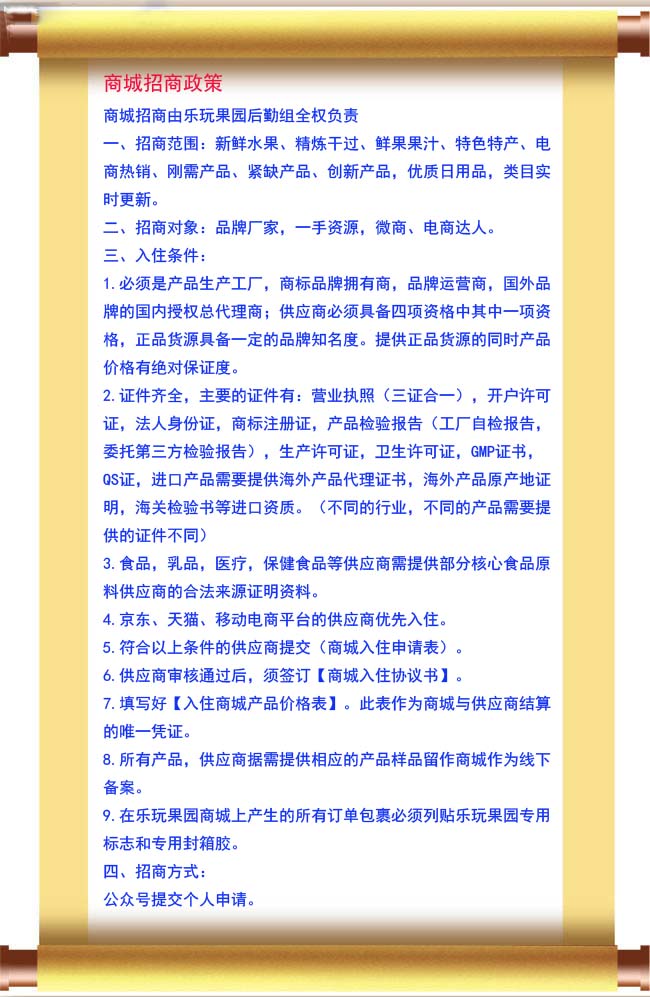 商城招商政策
商城招商由乐玩果园后勤组全权负责
一、招商范围：新鲜水果、精炼干过、鲜果果汁、特色特产、电
商热销、刚需产品、紧缺产品、创新产品，优质日用品，类目实
时更新。
二、招商对象：品牌厂家，一手资源，微商、电商达人。
三、入住条件：
1.必须是产品生产工厂，商标品牌拥有商，品牌运营商，国外品
牌的国内授权总代理商；供应商必须具备四项资格中其中一项资
格，正品货源具备一定的品牌知名度。提供正品货源的同时产品
价格有绝对保证度。
2.证件齐全，主要的证件有：营业执照（三证合一），开户许可
证，法人身份证，商标注册证，产品检验报告（工厂自检报告，
委托第三方检验报告），生产许可证，卫生许可证，GMP证书，
QS证，进口产品需要提供海外产品代理证书，海外产品原产地证
明，海关检验书等进口资质。（不同的行业，不同的产品需要提
供的证件不同）
3.食品，乳品，医疗，保健食品等供应商需提供部分核心食品原
料供应商的合法来源证明资料。
4.京东、天猫、移动电商平台的供应商优先入住。
5.符合以上条件的供应商提交（商城入住申请表）。
6.供应商审核通过后，须签订【商城入住协议书】。
7.填写好【入住商城产品价格表】。此表作为商城与供应商结算
的唯一凭证。
8.所有产品，供应商据需提供相应的产品样品留作商城作为线下
备案。
9.在乐玩果园商城上产生的所有订单包裹必须列贴乐玩果园专用
标志和专用封箱胶。
四、招商方式：
公众号提交个人申请。